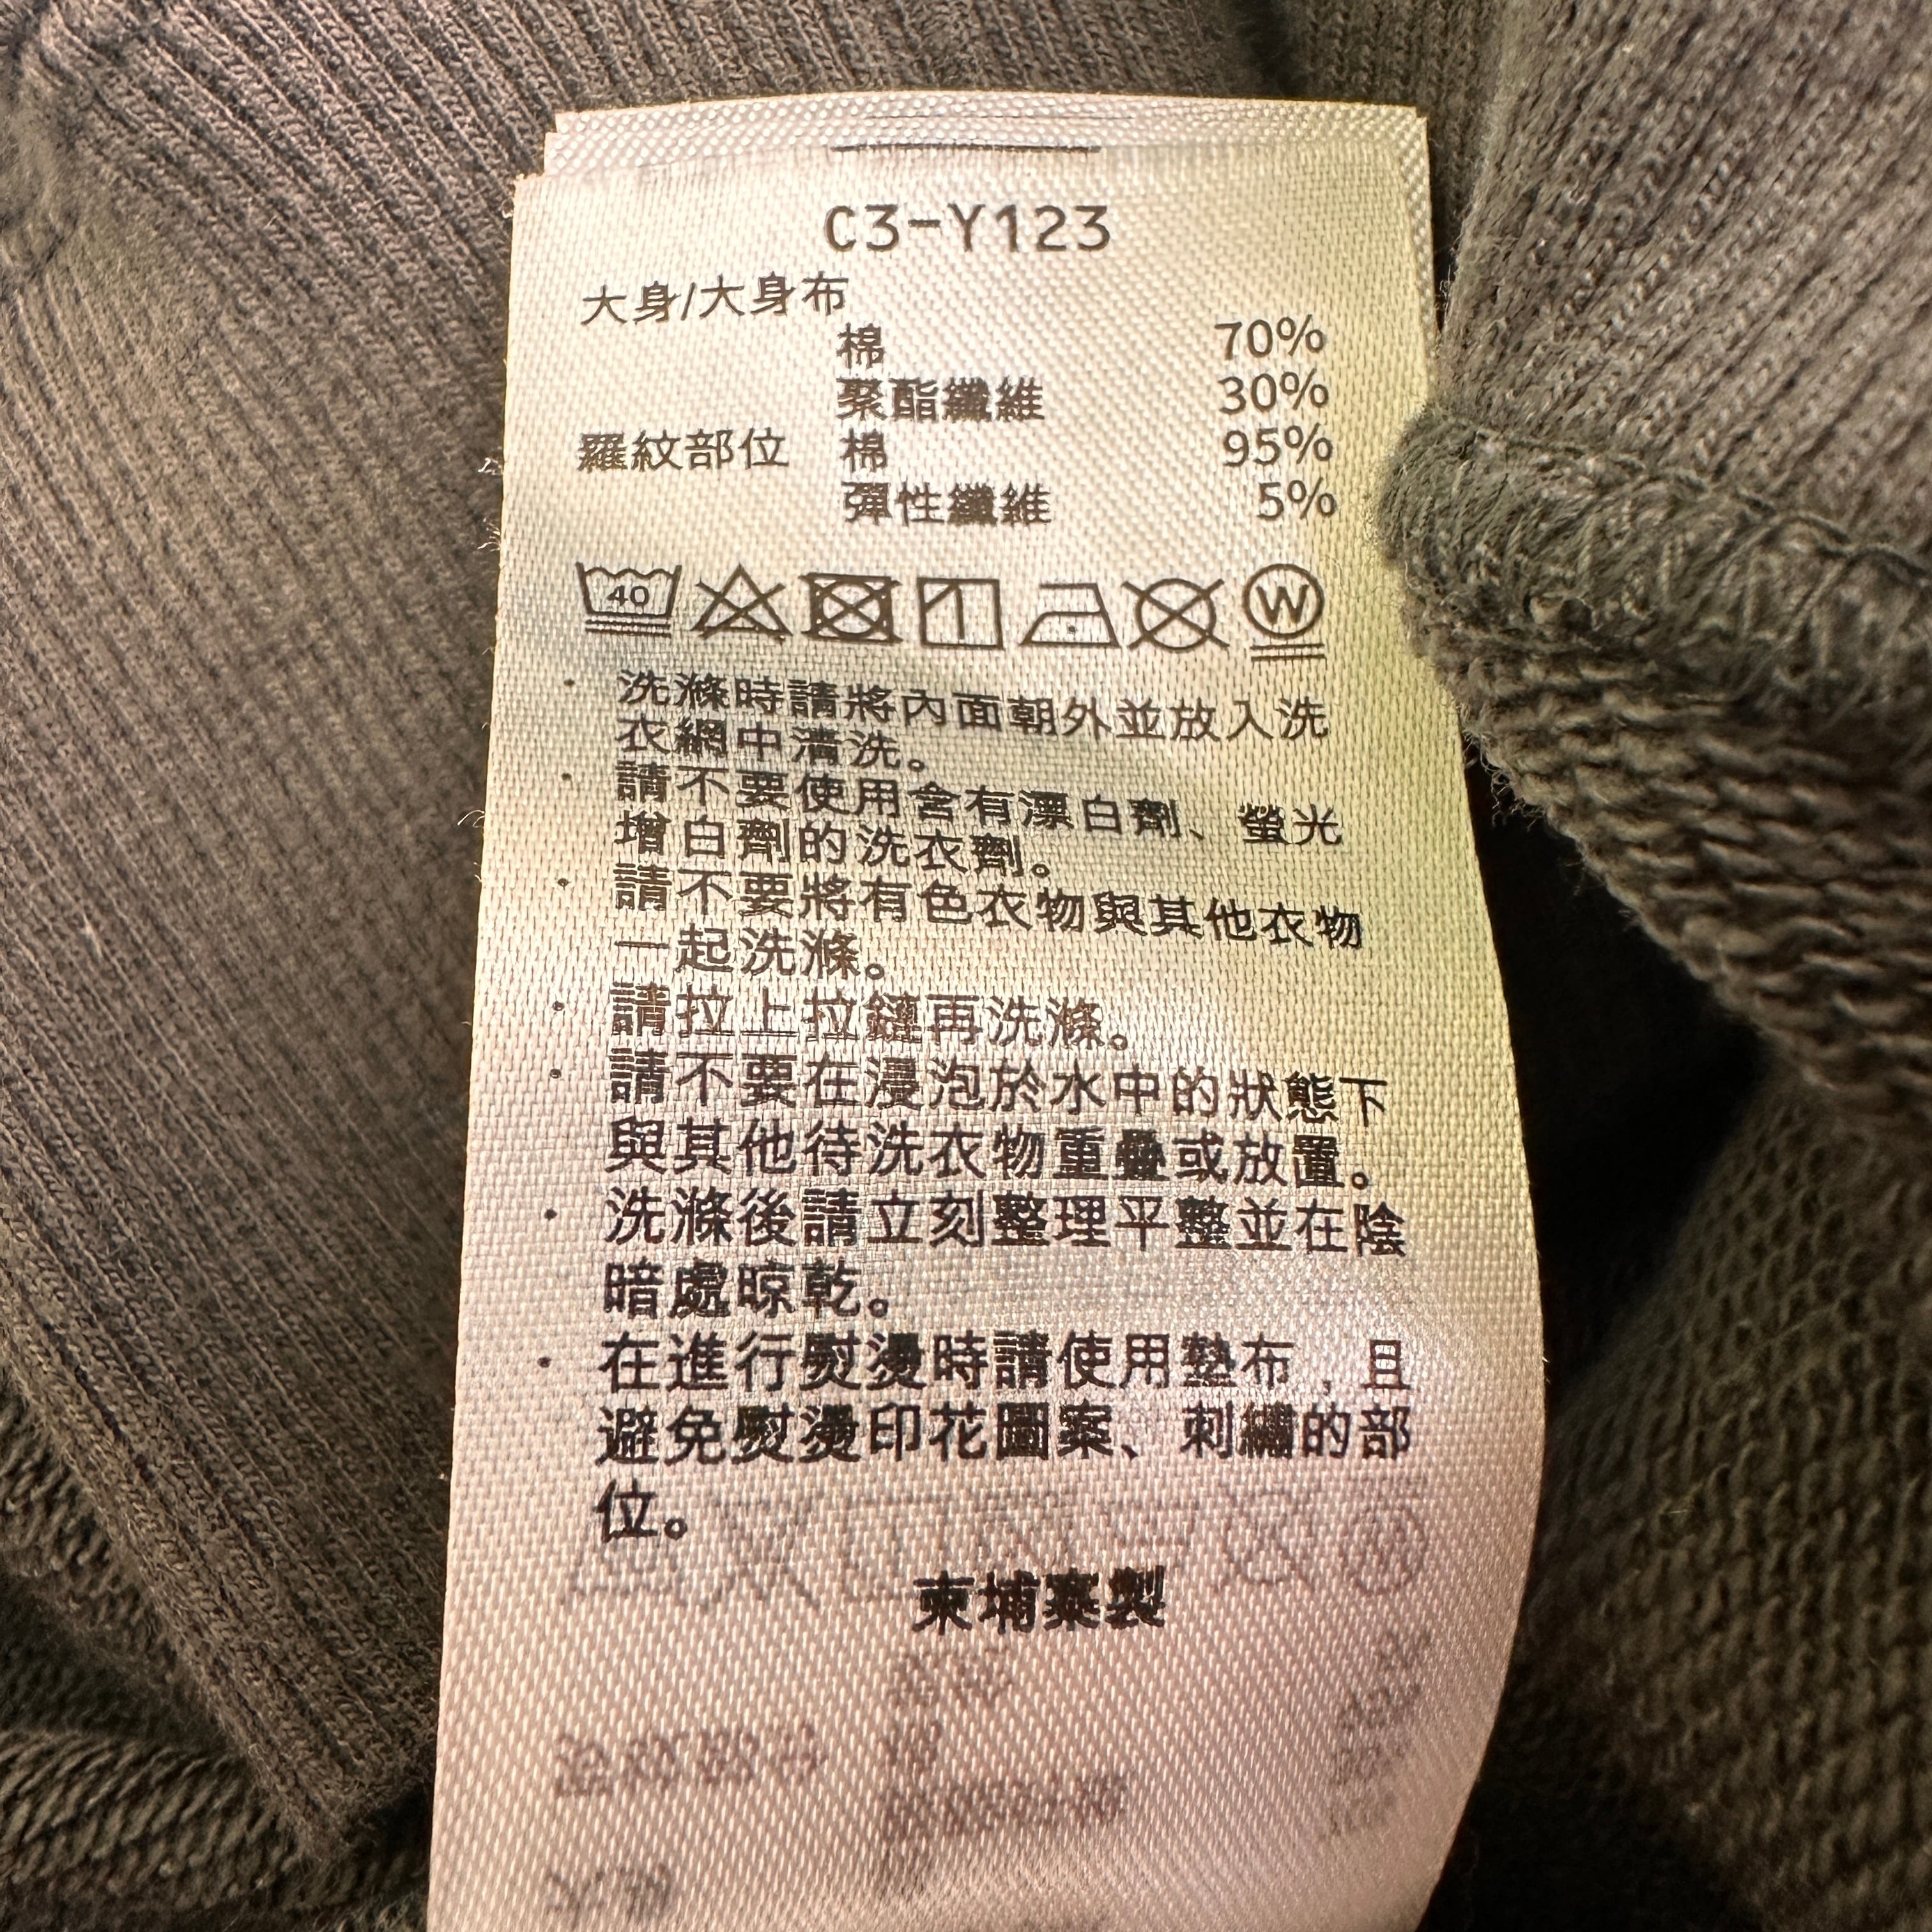 C3-Y123
大身/大身布
棉 70%
聚酯纖維 30%
羅紋部位 棉 95%
彈性纖維 5%
40
W
· 洗滌時請將內面朝外並放入洗
衣網中清洗。
· 請不要使用含有漂白劑、螢光
增白劑的洗衣劑。
· 請不要將有色衣物與其他衣物
一起洗滌。
· 請拉上拉鏈再洗滌。
· 請不要在浸泡於水中的狀態下
與其他待洗衣物重疊或放置。
· 洗滌後請立刻整理平整並在陰
暗處晾乾。
· 在進行熨燙時請使用墊布，且
避免熨燙印花圖案、刺繡的部
位。
柬埔寨製